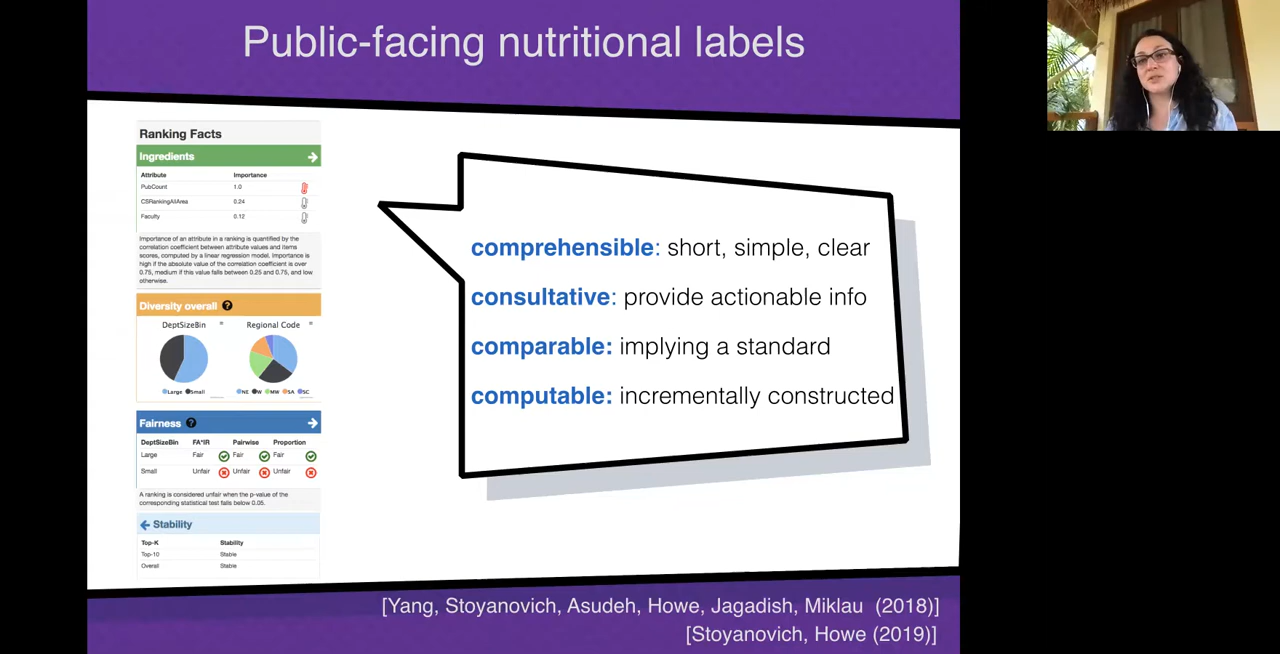 Public-facing nutritional labels
Ranking Facts
Ingredients
Attribute Importance
PubCount 1.0
CSRankingAllArea 0.24
Faculty 0.12
Importance of an attribute in a ranking is quantified by the
correlation coefficient between attribute values and items
scores, computed by a linear regression model. Importance is
high if the absolute value of the correlation coefficient is over
0.75, medium if this value falls between 0.25 and 0.75, and low
otherwise.
Diversity overall ?
DeptSizeBin = Regional Code =
Large Small NE W MW SA SC
Fairness ?
DeptSizeBin FA*IR Pairwise Proportion
Large Fair Fair Fair
Small Unfair Unfair Unfair
A ranking is considered unfair when the p-value of the
corresponding statistical test falls below 0.05.
Stability
Top-K Stability
Top-10 Stable
Overall Stable
comprehensible: short, simple, clear
consultative: provide actionable info
comparable: implying a standard
computable: incrementally constructed
[Yang, Stoyanovich, Asudeh, Howe, Jagadish, Miklau (2018)]
[Stoyanovich, Howe (2019)]